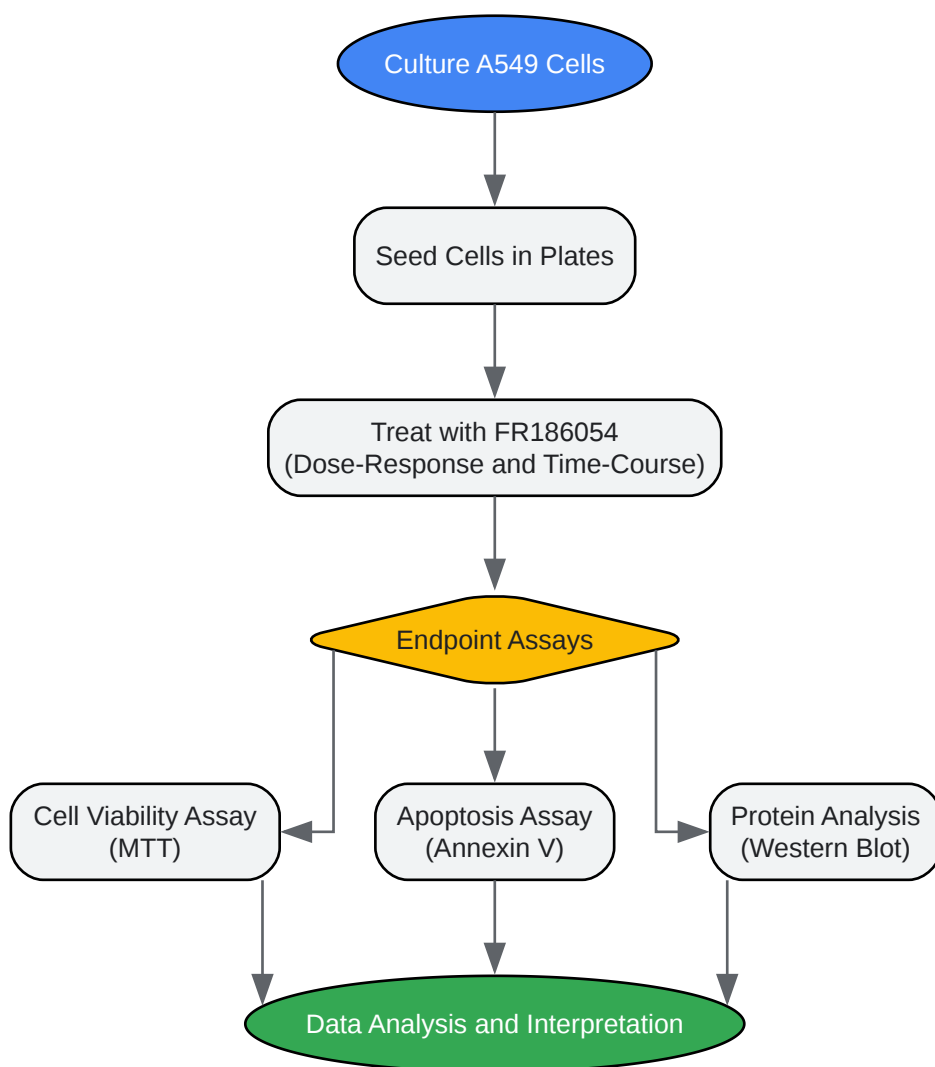 Culture A549 Cells
Seed Cells in Plates
Treat with FR186054
(Dose-Response and Time-Course)
Endpoint Assays
Cell Viability Assay
(MTT)
Apoptosis Assay
(Annexin V)
Protein Analysis
(Western Blot)
Data Analysis and Interpretation